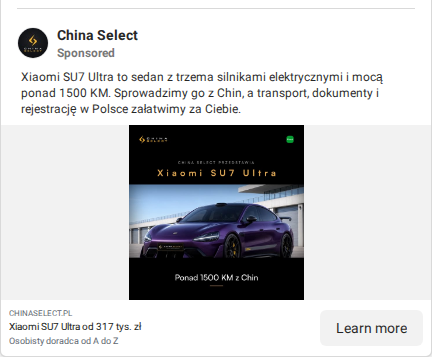 China Select
Sponsored
Xiaomi SU7 Ultra to sedan z trzema silnikami elektrycznymi i mocą
ponad 1500 KM. Sprowadzimy go z Chin, a transport, dokumenty i
rejestrację w Polsce załatwimy za Ciebie.
CHINA SELECT PRZEDSTAWIA
Xiaomi SU7 Ultra
Ponad 1500 KM z Chin
CHINASELECT.PL
Xiaomi SU7 Ultra od 317 tys. zł
Osobisty doradca od A do Z
Learn more